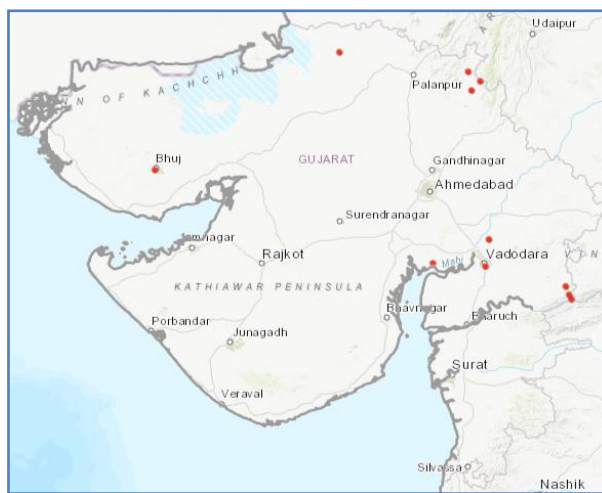 Udaipur
Palanpur
N OF KACHCHH
Bhuj
GUJARAT
Gandhinagar
Ahmedabad
Surendranagar
Rajkot
Mahi
Vadodara
VIN
KATHIAWAR PENINSULA
Bhavnagar
Bharuch
Porbandar
Junagadh
Surat
Veraval
Silvassa
Nashik